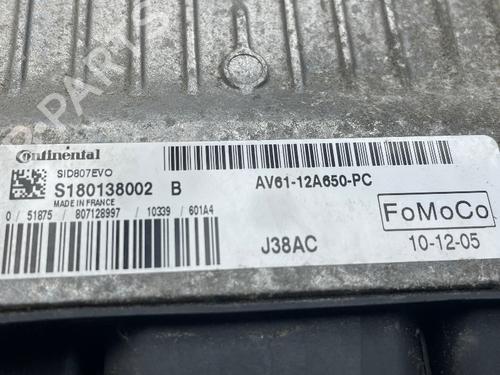 Continental
SID807EVO
S180138002 B
MADE IN FRANCE
0 / 51875 / 807128997 / 10339 / 601A4
AV61-12A650-PC
J38AC
FoMoCo
10-12-05
B-PARTS